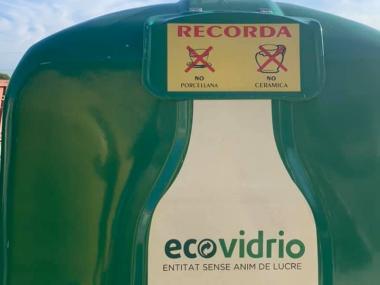 RECORDA
NO NO
PORCELLANA CERAMICA
ecovidrio
ENTITAT SENSE ANIM DE LUCRE